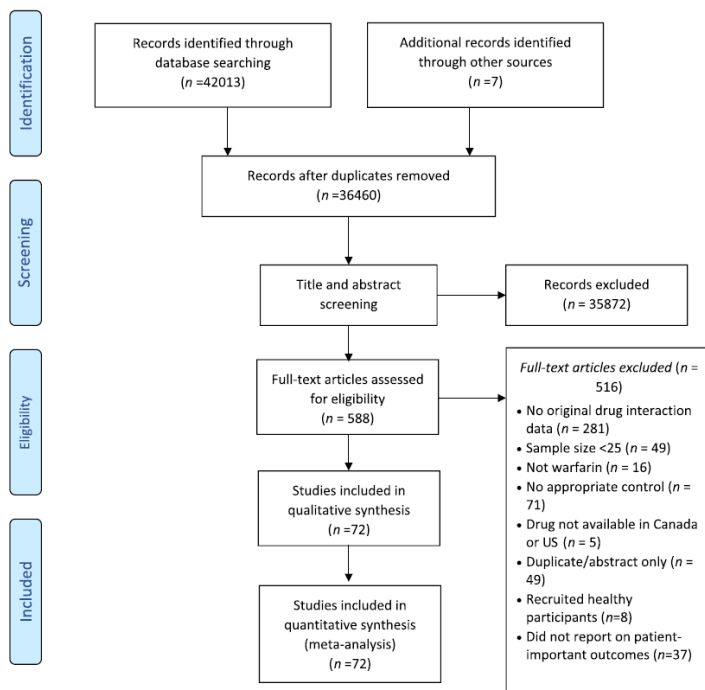 Identification
Records identified through
database searching
(n =42013)
Additional records identified
through other sources
(n =7)
Records after duplicates removed
(n =36460)
Screening
Title and abstract
screening
Records excluded
(n = 35872)
Eligibility
Full-text articles assessed
for eligibility
(n = 588)
Full-text articles excluded (n =
516)
• No original drug interaction
data (n = 281)
• Sample size <25 (n = 49)
• Not warfarin (n = 16)
• No appropriate control (n =
71)
• Drug not available in Canada
or US (n = 5)
• Duplicate/abstract only (n =
49)
• Recruited healthy
participants (n=8)
• Did not report on patient-
important outcomes (n=37)
Studies included in
qualitative synthesis
(n =72)
Included
Studies included in
quantitative synthesis
(meta-analysis)
(n =72)